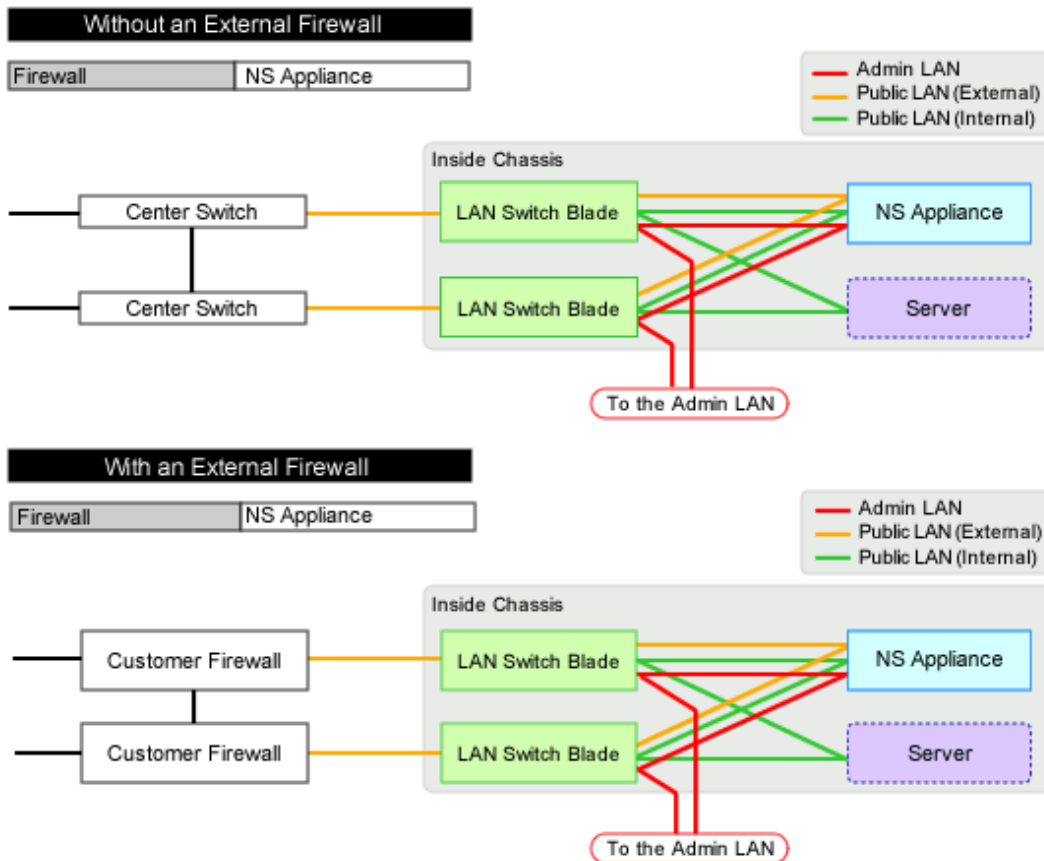 Without an External Firewall
Firewall NS Appliance
Admin LAN
Public LAN (External)
Public LAN (Internal)
Inside Chassis
Center Switch
LAN Switch Blade
NS Appliance
Center Switch
LAN Switch Blade
Server
To the Admin LAN
With an External Firewall
Firewall NS Appliance
Admin LAN
Public LAN (External)
Public LAN (Internal)
Inside Chassis
Customer Firewall
LAN Switch Blade
NS Appliance
Customer Firewall
LAN Switch Blade
Server
To the Admin LAN